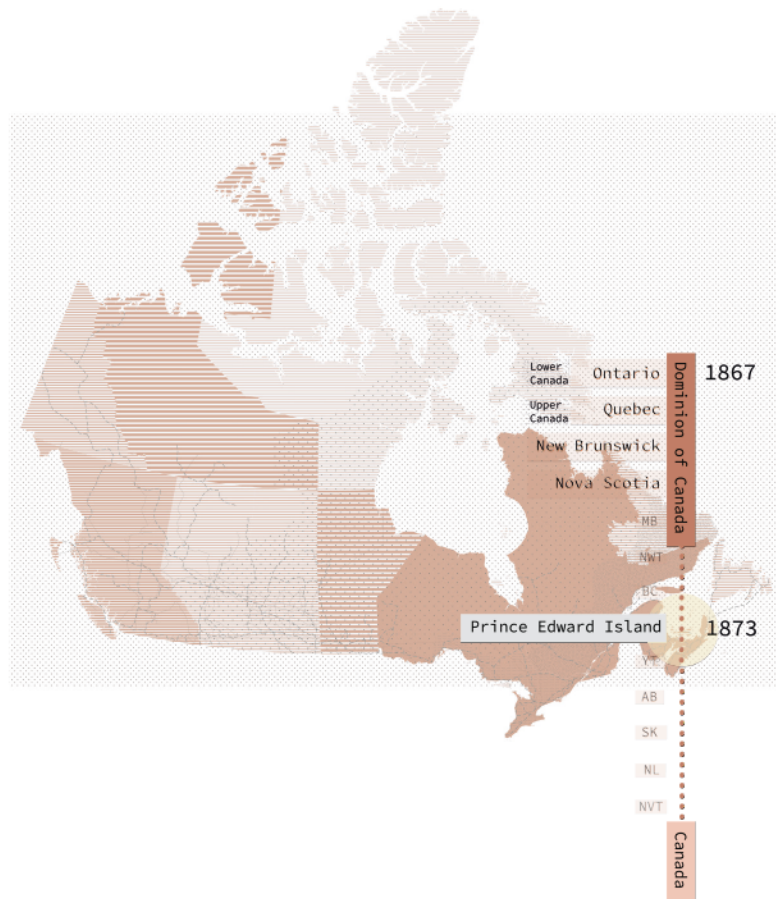 Lower
Canada
Ontario
1867
Upper
Canada
Quebec
New Brunswick
Nova Scotia
Dominion of Canada
MB
NWT
BC
Prince Edward Island
1873
YT
AB
SK
NL
NVT
Canada